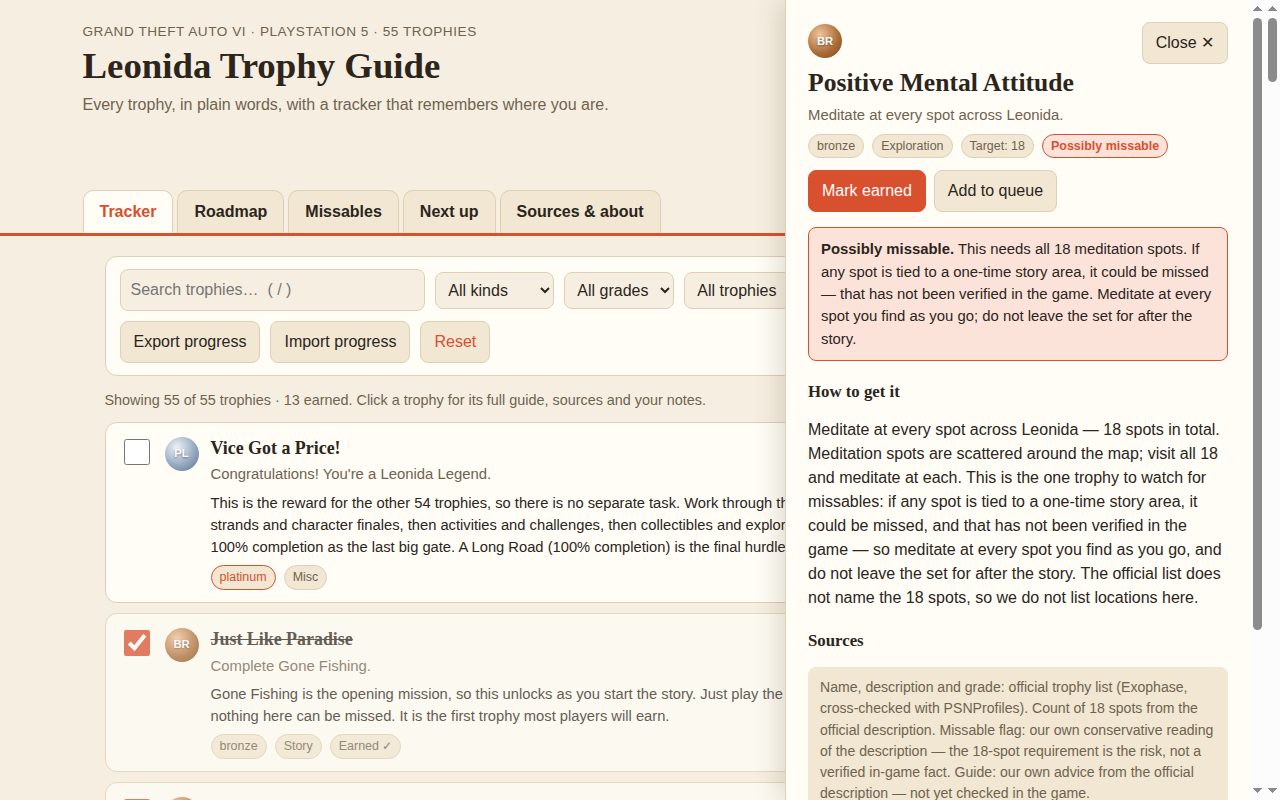 GRAND THEFT AUTO VI · PLAYSTATION 5 · 55 TROPHIES
Leonida Trophy Guide
Every trophy, in plain words, with a tracker that remembers where you are.
Tracker
Roadmap
Missables
Next up
Sources & about
Search trophies… ( / )
All kinds
All grades
All trophies
Export progress
Import progress
Reset
Showing 55 of 55 trophies · 13 earned. Click a trophy for its full guide, sources and your notes.
PL
Vice Got a Price!
Congratulations! You're a Leonida Legend.
This is the reward for the other 54 trophies, so there is no separate task. Work through
strands and character finales, then activities and challenges, then collectibles and
100% completion as the last big gate. A Long Road (100% completion) is the final hurdle
platinum
Misc
BR
Just Like Paradise
Complete Gone Fishing.
Gone Fishing is the opening mission, so this unlocks as you start the story. Just play the
nothing here can be missed. It is the first trophy most players will earn.
bronze
Story
Earned ✓
BR
Close ✕
Positive Mental Attitude
Meditate at every spot across Leonida.
bronze
Exploration
Target: 18
Possibly missable
Mark earned
Add to queue
Possibly missable. This needs all 18 meditation spots. If
any spot is tied to a one-time story area, it could be missed
— that has not been verified in the game. Meditate at every
spot you find as you go; do not leave the set for after the
story.
How to get it
Meditate at every spot across Leonida — 18 spots in total.
Meditation spots are scattered around the map; visit all 18
and meditate at each. This is the one trophy to watch for
missables: if any spot is tied to a one-time story area, it
could be missed, and that has not been verified in the
game — so meditate at every spot you find as you go, and
do not leave the set for after the story. The official list does
not name the 18 spots, so we do not list locations here.
Sources
Name, description and grade: official trophy list (Exophase,
cross-checked with PSNProfiles). Count of 18 spots from the
official description. Missable flag: our own conservative reading
of the description — the 18-spot requirement is the risk, not a
verified in-game fact. Guide: our own advice from the official
description — not yet checked in the game.